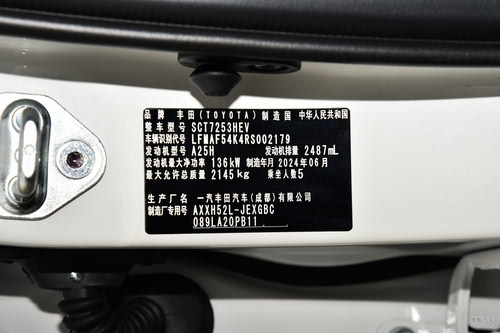 品牌 丰田(TOYOTA) 制造国 中华人民共和国
整车型号 SCT7253HEV
车辆识别代号 LFMAF54K4RS002179
发动机型号 A25H 发动机排量 2487mL
发动机最大净功率 136kW 制造年月 2024年06月
最大允许总质量 2145kg 乘坐人数 5
生产厂名 一汽丰田汽车(成都)有限公司
制造厂专用号 AXXH52L-JEXGBC
089LA20PB11